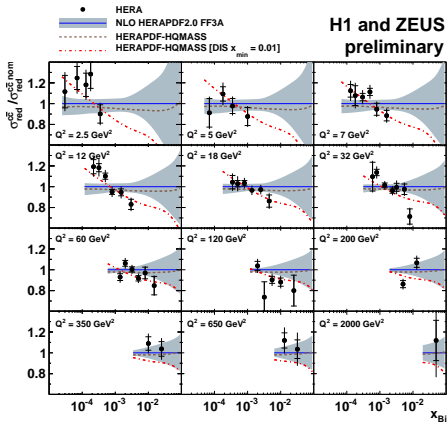 HERA
NLO HERAPDF2.0 FF3A
HERAPDF-HQMASS
HERAPDF-HQMASS [DIS x_min = 0.01]
H1 and ZEUS
preliminary
σ_red^cc̄ / σ_red^cc̄ nom
1.2
1
0.8
Q² = 2.5 GeV²
Q² = 5 GeV²
Q² = 7 GeV²
1.2
1
0.8
Q² = 12 GeV²
Q² = 18 GeV²
Q² = 32 GeV²
1.2
1
0.8
Q² = 60 GeV²
Q² = 120 GeV²
Q² = 200 GeV²
1.2
1
0.8
Q² = 350 GeV²
Q² = 650 GeV²
Q² = 2000 GeV²
10⁻⁴ 10⁻³ 10⁻² 10⁻⁴ 10⁻³ 10⁻² 10⁻⁴ 10⁻³ 10⁻²
x_Bj